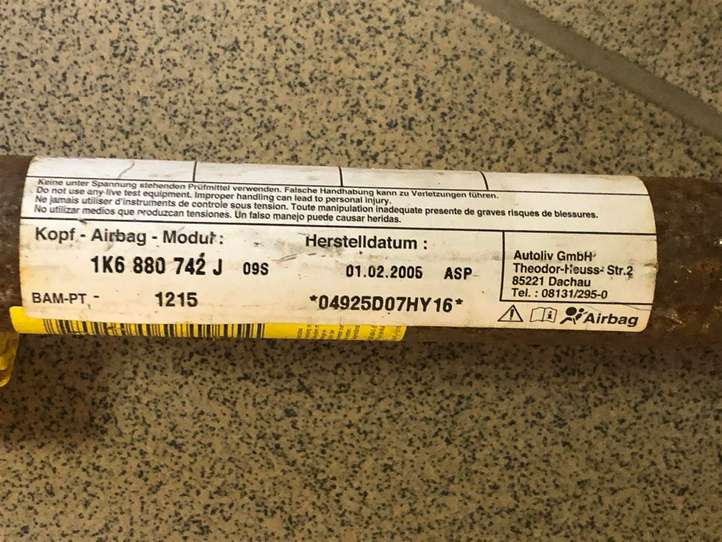 Keine unter Spannung stehenden Prüfmittel verwenden. Falsche Handhabung kann zu Verletzungen führen.
Do not use any live test equipment. Improper handling can lead to personal injury.
Ne jamais utiliser d'instruments de controle sous tension. Toute manipulation inadequate presente de graves risques de blessures.
No utilizar medios que produzcan tensiones. Un falso manejo puede causar heridas.
Kopf - Airbag - Modul : Herstelldatum :
1K6 880 742 J 09S 01.02.2005 ASP
BAM-PT - 1215 *04925D07HY16*
Autoliv GmbH
Theodor-Heuss- Str.2
85221 Dachau
Tel. : 08131/295-0
Airbag